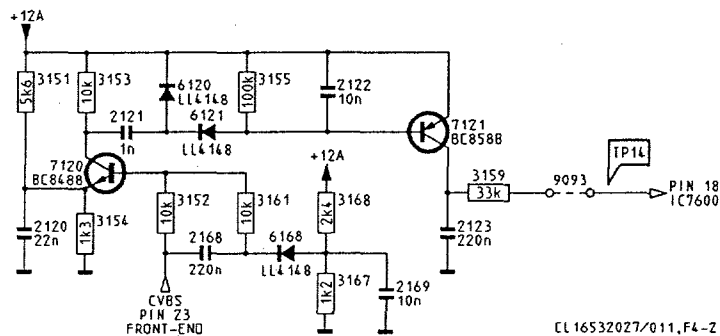 +12A
3151
5k6
3153
10k
6120
LL4148
3155
100k
2122
10n
2121
1n
6121
LL4148
7121
BC858B
7120
BC848B
+12A
TP14
3159
33k
9093
PIN 18
IC7600
2120
22n
3154
1k3
3152
10k
3161
10k
3168
2k4
2168
220n
6168
LL4148
2123
220n
3167
1k2
2169
10n
CVBS
PIN 23
FRONT-END
CL16532027/011,F4-2